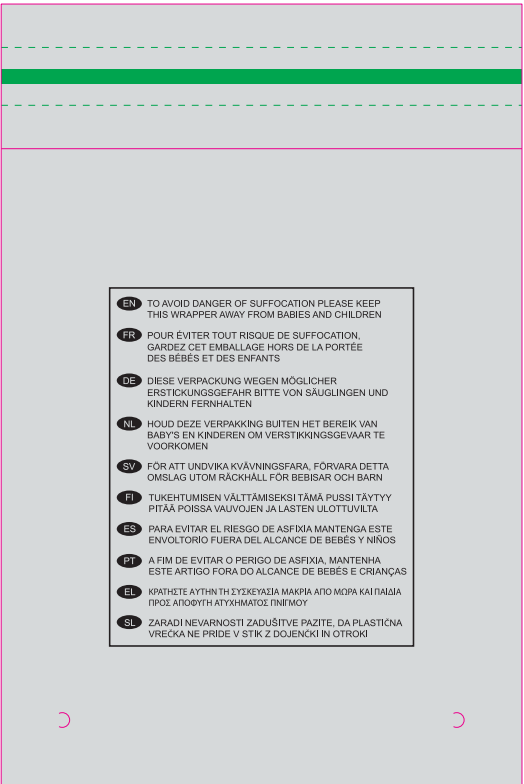 EN TO AVOID DANGER OF SUFFOCATION PLEASE KEEP
THIS WRAPPER AWAY FROM BABIES AND CHILDREN
FR POUR ÉVITER TOUT RISQUE DE SUFFOCATION,
GARDEZ CET EMBALLAGE HORS DE LA PORTÉE
DES BÉBÉS ET DES ENFANTS
DE DIESE VERPACKUNG WEGEN MÖGLICHER
ERSTICKUNGSGEFAHR BITTE VON SÄUGLINGEN UND
KINDERN FERNHALTEN
NL HOUD DEZE VERPAKKING BUITEN HET BEREIK VAN
BABY'S EN KINDEREN OM VERSTIKKINGSGEVAAR TE
VOORKOMEN
SV FÖR ATT UNDVIKA KVÄVNINGSFARA, FÖRVARA DETTA
OMSLAG UTOM RÄCKHÅLL FÖR BEBISAR OCH BARN
FI TUKEHTUMISEN VÄLTTÄMISEKSI TÄMÄ PUSSI TÄYTYY
PITÄÄ POISSA VAUVOJEN JA LASTEN ULOTTUVILTA
ES PARA EVITAR EL RIESGO DE ASFIXIA MANTENGA ESTE
ENVOLTORIO FUERA DEL ALCANCE DE BEBÉS Y NIÑOS
PT A FIM DE EVITAR O PERIGO DE ASFIXIA, MANTENHA
ESTE ARTIGO FORA DO ALCANCE DE BEBÉS E CRIANÇAS
EL ΚΡΑΤΗΣΤΕ ΑΥΤΗΝ ΤΗ ΣΥΣΚΕΥΑΣΙΑ ΜΑΚΡΙΑ ΑΠΟ ΜΩΡΑ ΚΑΙ ΠΑΙΔΙΑ
ΠΡΟΣ ΑΠΟΦΥΓΗ ΑΤΥΧΗΜΑΤΟΣ ΠΝΙΓΜΟΥ
SL ZARADI NEVARNOSTI ZADUŠITVE PAZITE, DA PLASTIČNA
VREČKA NE PRIDE V STIK Z DOJENČKI IN OTROKI